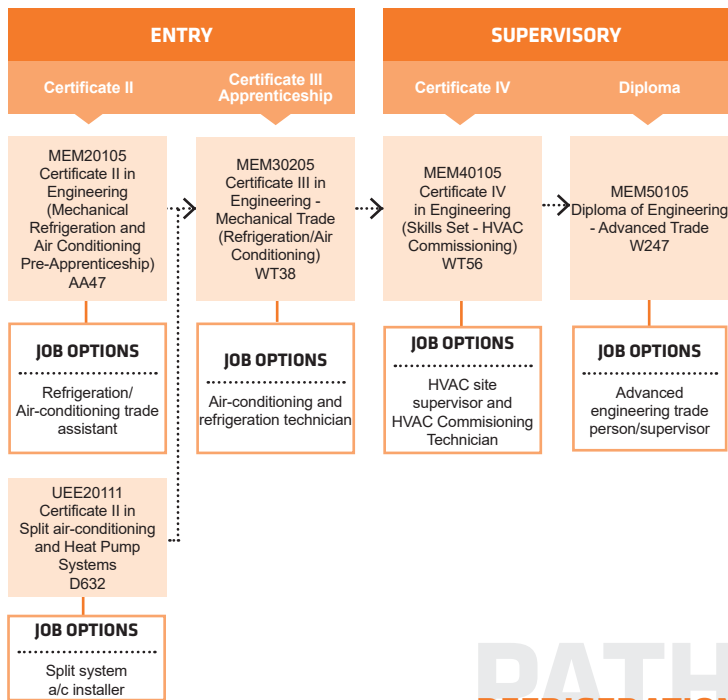 ENTRY
SUPERVISORY
Certificate II
Certificate III
Apprenticeship
Certificate IV
Diploma
MEM20105
Certificate II in
Engineering
(Mechanical
Refrigeration and
Air Conditioning
Pre-Apprenticeship)
AA47
MEM30205
Certificate III in
Engineering -
Mechanical Trade
(Refrigeration/Air
Conditioning)
WT38
MEM40105
Certificate IV
in Engineering
(Skills Set - HVAC
Commissioning)
WT56
MEM50105
Diploma of Engineering
- Advanced Trade
W247
JOB OPTIONS
Refrigeration/
Air-conditioning trade
assistant
JOB OPTIONS
Air-conditioning and
refrigeration technician
JOB OPTIONS
HVAC site
supervisor and
HVAC Commisioning
Technician
JOB OPTIONS
Advanced
engineering trade
person/supervisor
UEE20111
Certificate II in
Split air-conditioning
and Heat Pump
Systems
D632
JOB OPTIONS
Split system
a/c installer
PATH